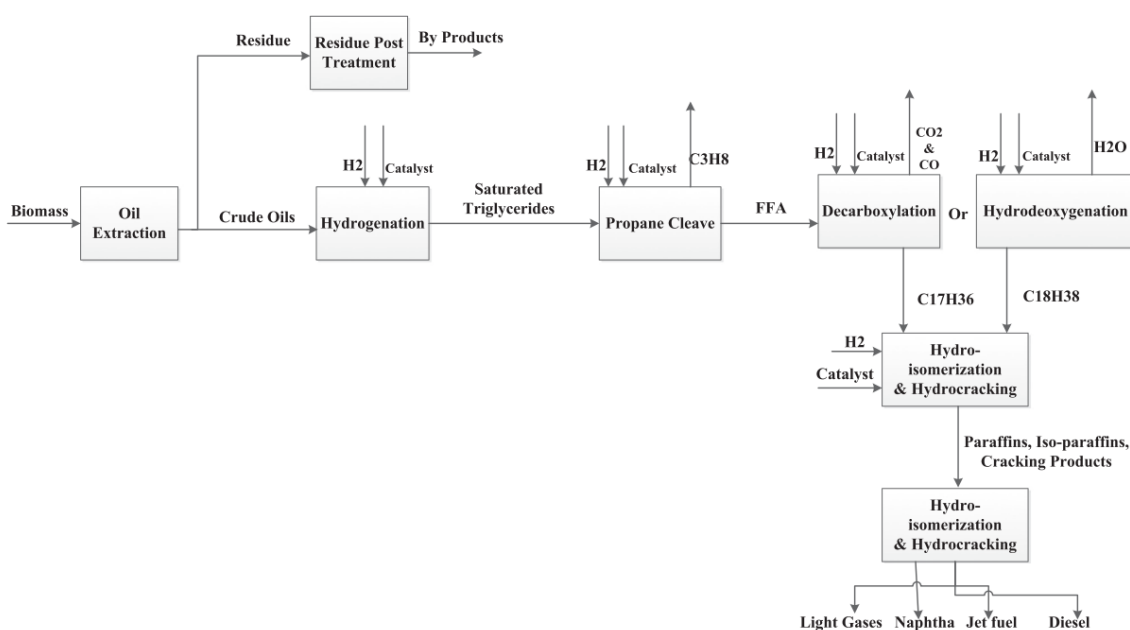 Residue
Residue Post
Treatment
By Products
Biomass
Oil
Extraction
Crude Oils
H2
Catalyst
Hydrogenation
Saturated
Triglycerides
H2
Catalyst
C3H8
Propane Cleave
FFA
H2
Catalyst
CO2
&
CO
Decarboxylation
Or
H2
Catalyst
H2O
Hydrodeoxygenation
C17H36
C18H38
H2
Catalyst
Hydro-
isomerization
& Hydrocracking
Paraffins, Iso-paraffins,
Cracking Products
Hydro-
isomerization
& Hydrocracking
Light Gases
Naphtha
Jet fuel
Diesel